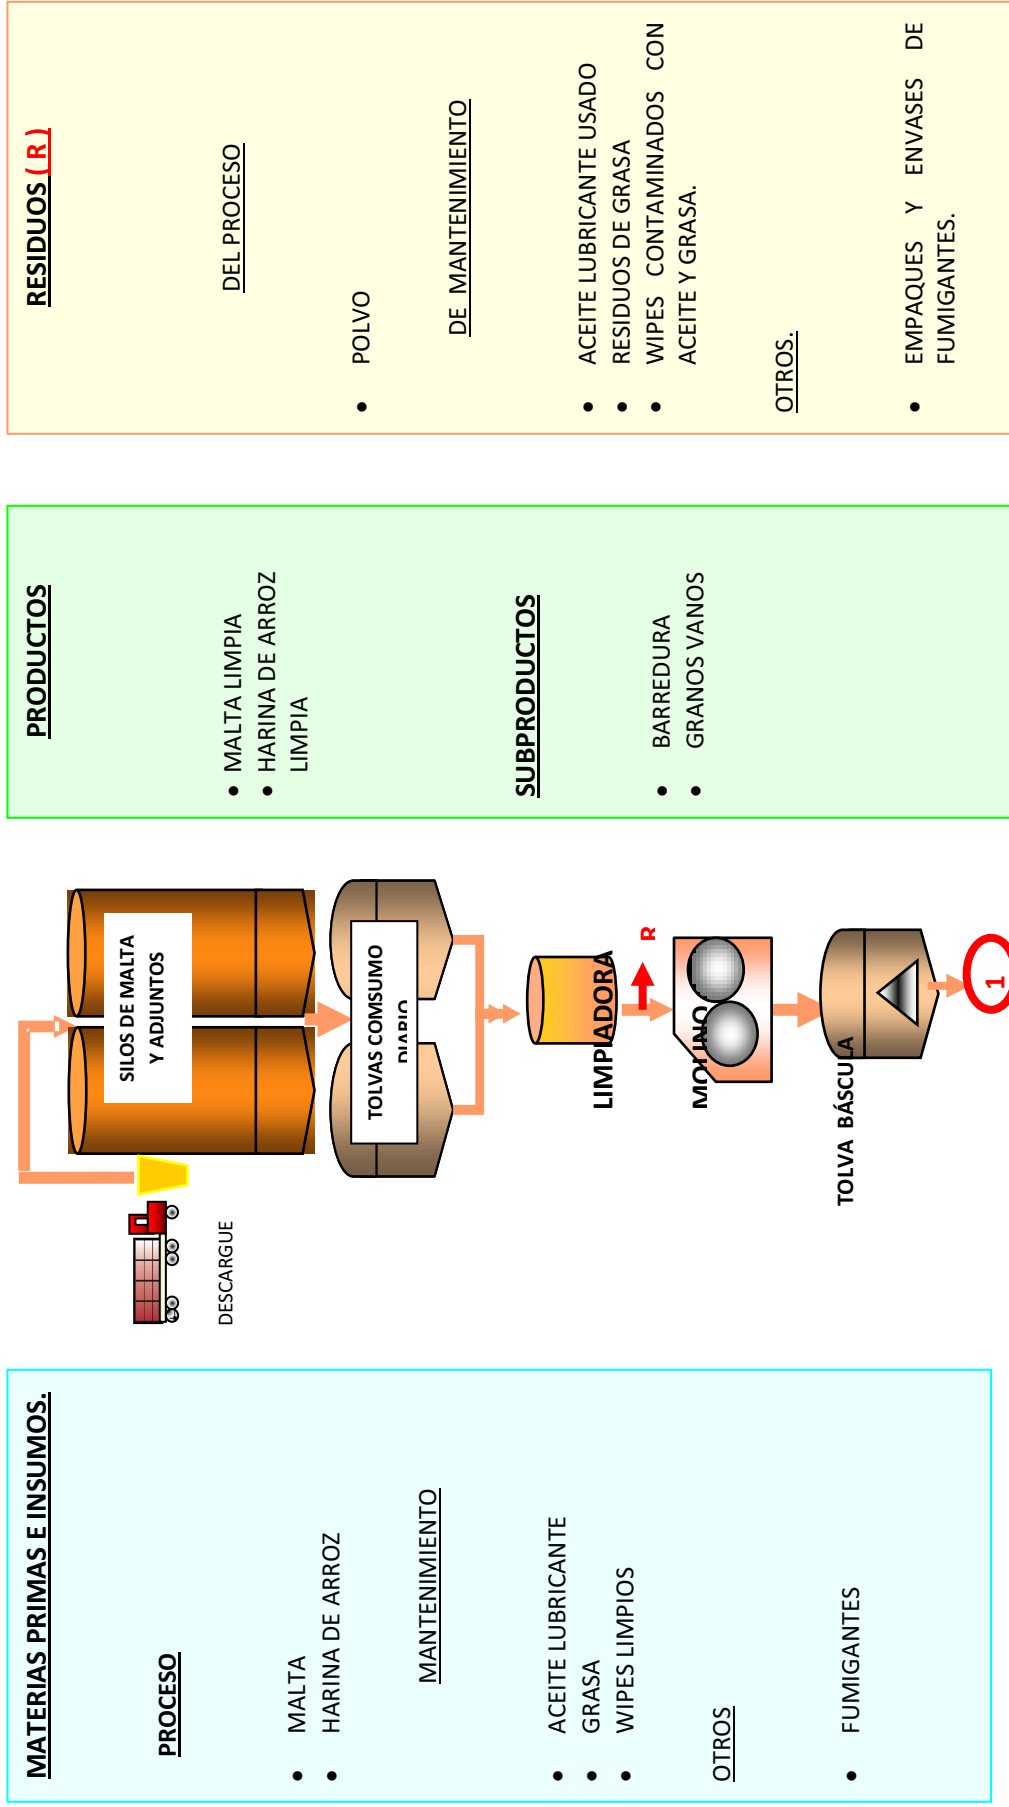 MATERIAS PRIMAS E INSUMOS.
PROCESO
• MALTA
• HARINA DE ARROZ
MANTENIMIENTO
• ACEITE LUBRICANTE
• GRASA
• WIPES LIMPIOS
OTROS
• FUMIGANTES
DESCARGUE
SILOS DE MALTA
Y ADJUNTOS
TOLVAS COMSUMO
DIARIO
LIMPIADORA
R
MOLINO
TOLVA BÁSCULA
1
PRODUCTOS
• MALTA LIMPIA
• HARINA DE ARROZ
LIMPIA
SUBPRODUCTOS
• BARREDURA
• GRANOS VANOS
RESIDUOS ( R )
DEL PROCESO
• POLVO
DE MANTENIMIENTO
• ACEITE LUBRICANTE USADO
• RESIDUOS DE GRASA
• WIPES CONTAMINADOS CON
ACEITE Y GRASA.
OTROS.
• EMPAQUES Y ENVASES DE
FUMIGANTES.